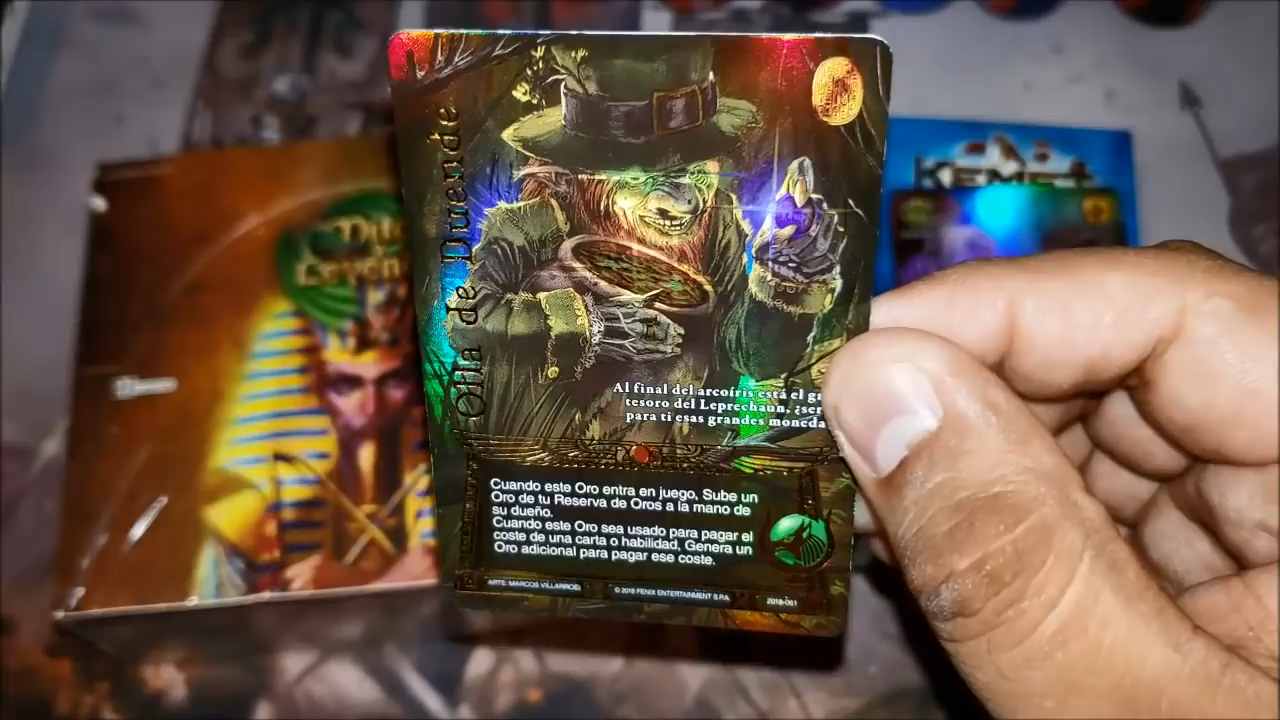 Olla de Duende
KEMET
Al final del arcoíris está el
tesoro del Leprechaun,
para ti esas grandes moneda
Cuando este Oro entra en juego, Sube un
Oro de tu Reserva de Oros a la mano de
su dueño.
Cuando este Oro sea usado para pagar el
coste de una carta o habilidad, Genera un
Oro adicional para pagar ese coste.
ARTE: MARCOS VILLARROEL
© 2018 FENIX ENTERTAINMENT S.P.A
2018-061